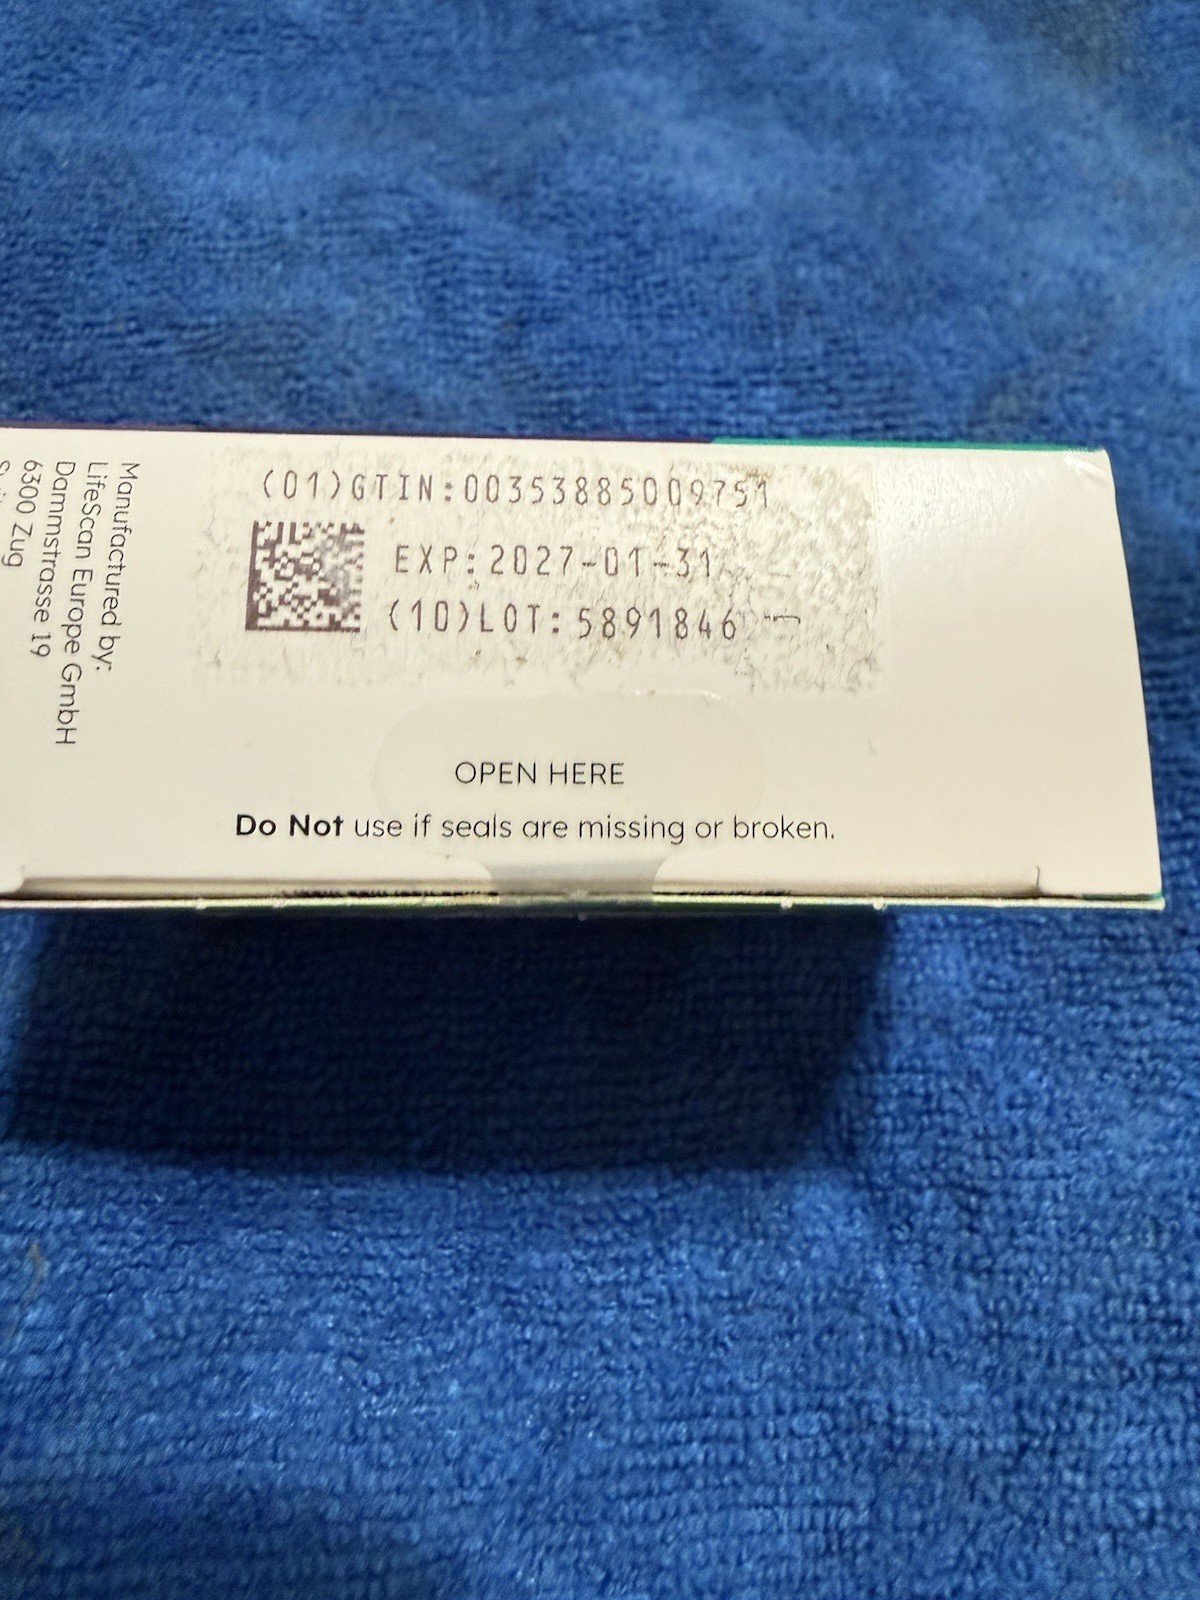 (01)GTIN:00353885009751
EXP:2027-01-31
(10)LOT:5891846
OPEN HERE
Do Not use if seals are missing or broken.
Manufactured by:
LifeScan Europe GmbH
Dammstrasse 19
6300 Zug